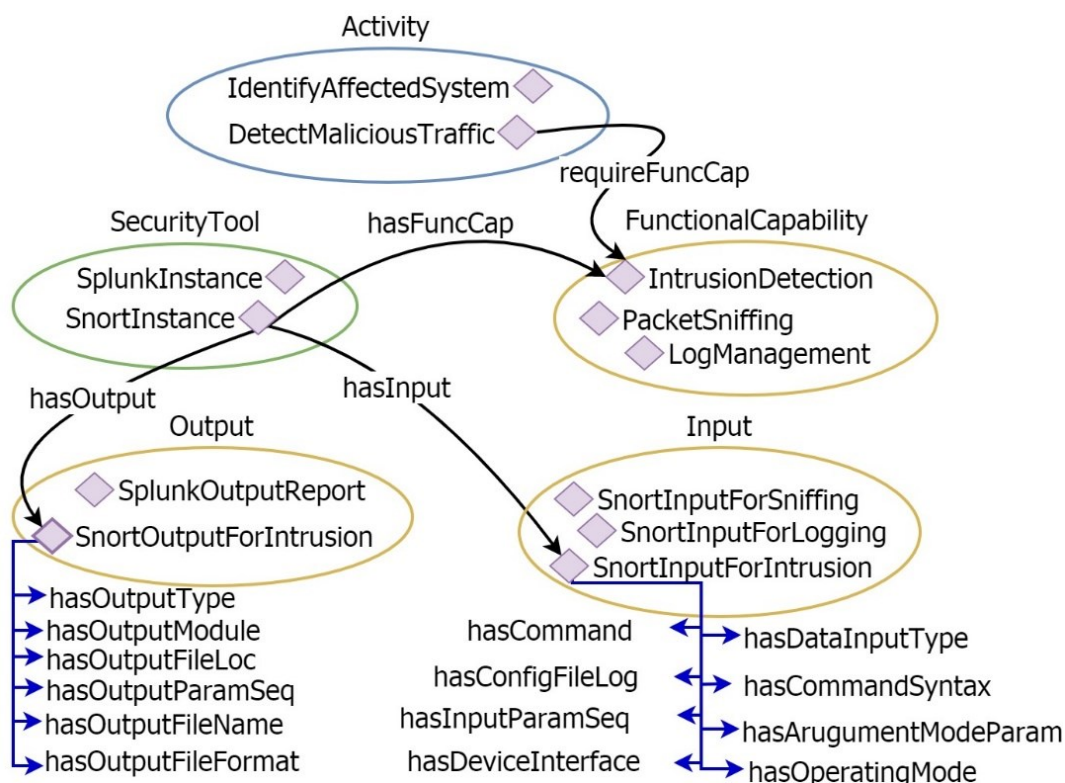 Activity
IdentifyAffectedSystem
DetectMaliciousTraffic
requireFuncCap
SecurityTool
hasFuncCap
FunctionalCapability
SplunkInstance
SnortInstance
IntrusionDetection
PacketSniffing
LogManagement
hasOutput
hasInput
Output
Input
SplunkOutputReport
SnortOutputForIntrusion
SnortInputForSniffing
SnortInputForLogging
SnortInputForIntrusion
hasOutputType
hasOutputModule
hasOutputFileLoc
hasOutputParamSeq
hasOutputFileName
hasOutputFileFormat
hasCommand
hasConfigFileLog
hasInputParamSeq
hasDeviceInterface
hasDataInputType
hasCommandSyntax
hasArugumentModeParam
hasOperatingMode